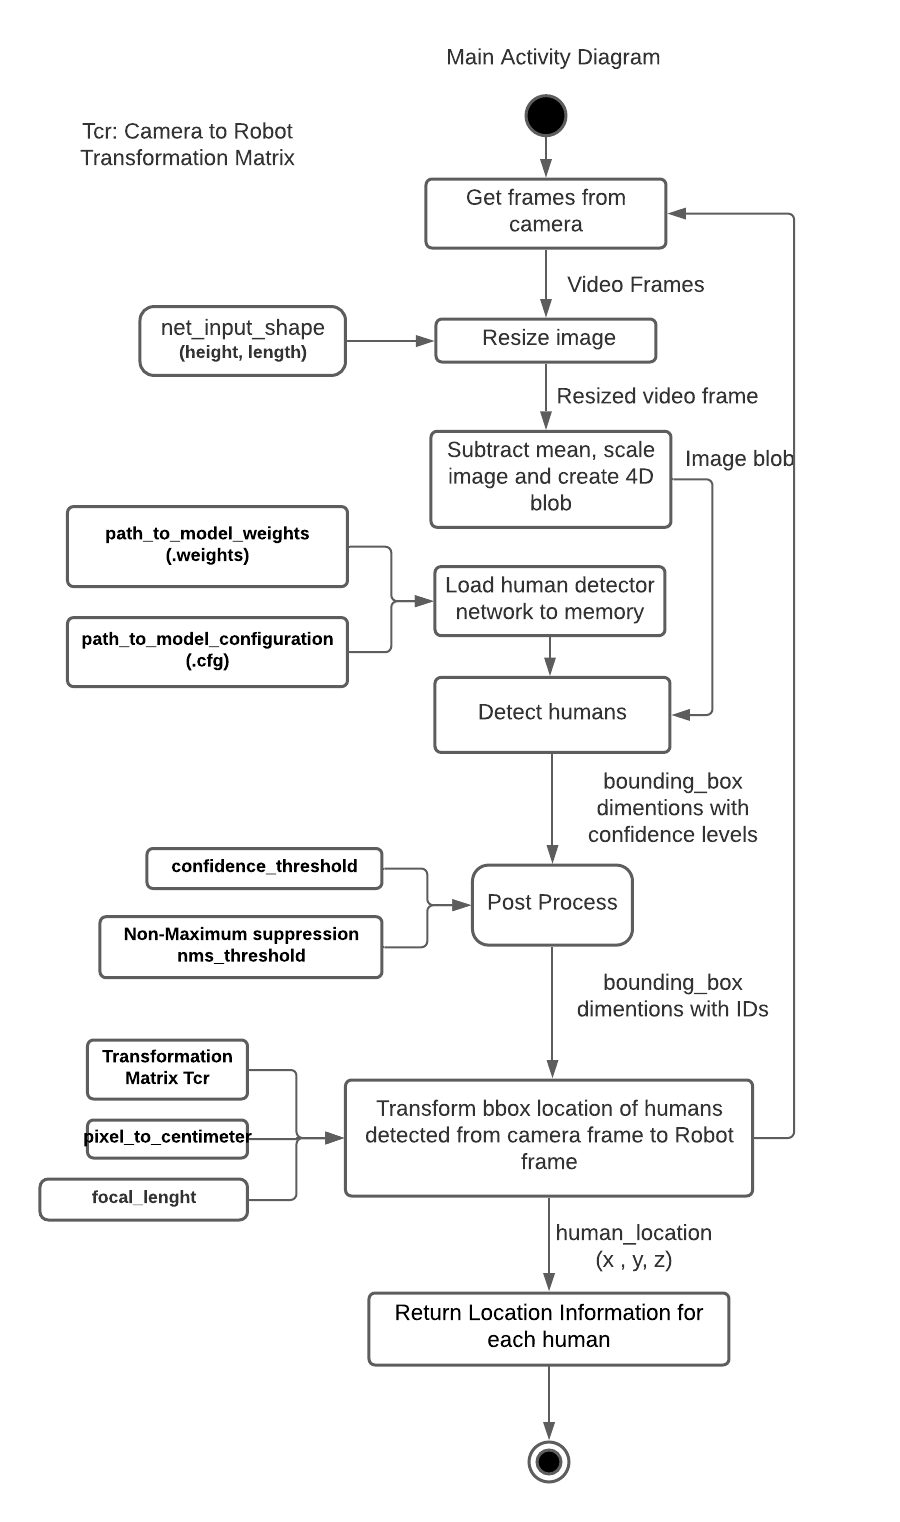 Main Activity Diagram
Tcr: Camera to Robot
Transformation Matrix
Get frames from
camera
Video Frames
net_input_shape
(height, length)
Resize image
Resized video frame
Subtract mean, scale
image and create 4D
blob
Image blob
path_to_model_weights
(.weights)
Load human detector
network to memory
path_to_model_configuration
(.cfg)
Detect humans
bounding_box
dimentions with
confidence levels
confidence_threshold
Post Process
Non-Maximum suppression
nms_threshold
bounding_box
dimentions with IDs
Transformation
Matrix Tcr
pixel_to_centimeter
focal_lenght
Transform bbox location of humans
detected from camera frame to Robot
frame
human_location
(x , y, z)
Return Location Information for
each human